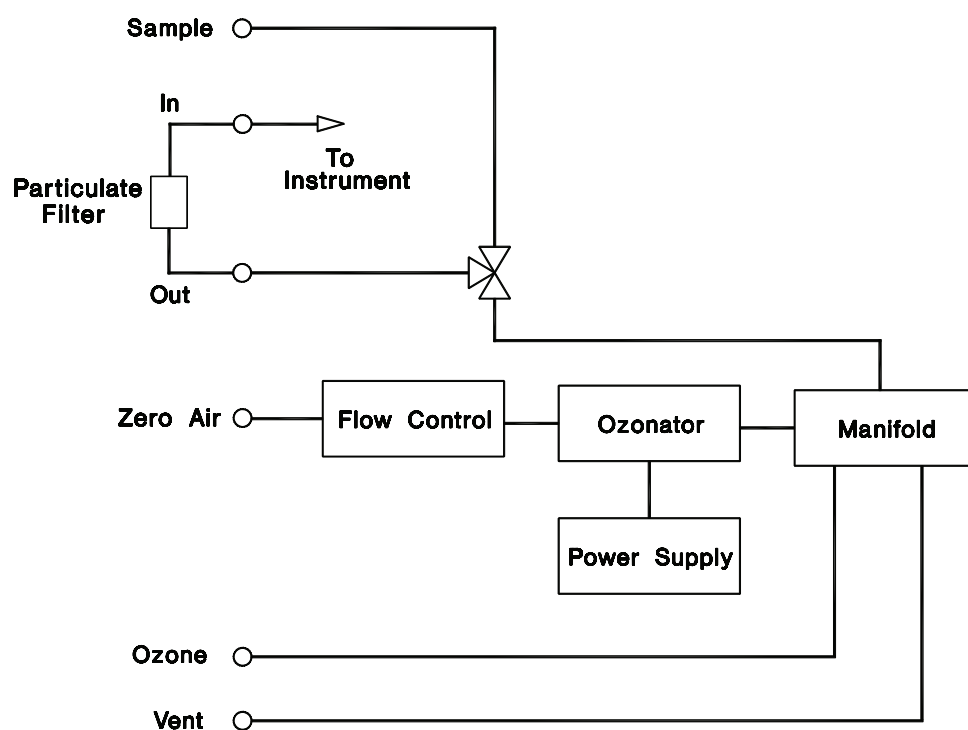 Sample
In
To
Instrument
Particulate
Filter
Out
Zero Air
Flow Control
Ozonator
Manifold
Power Supply
Ozone
Vent